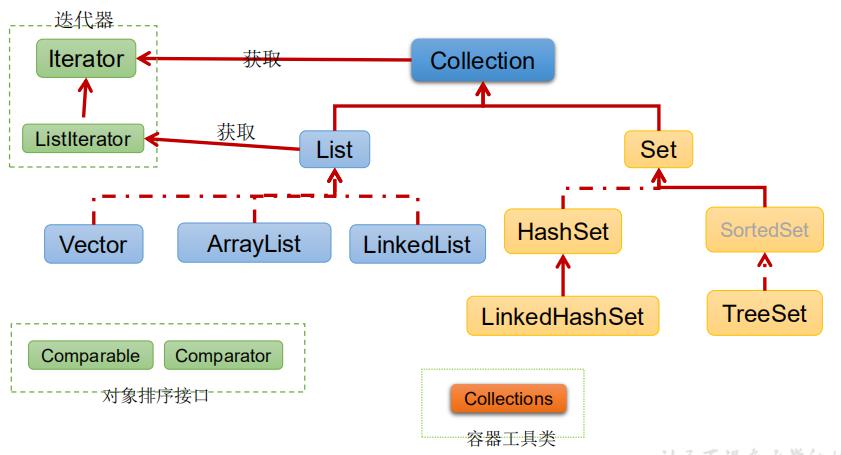 迭代器
Iterator
获取
Collection
ListIterator
获取
List
Set
Vector
ArrayList
LinkedList
HashSet
SortedSet
LinkedHashSet
TreeSet
Comparable
Comparator
对象排序接口
Collections
容器工具类